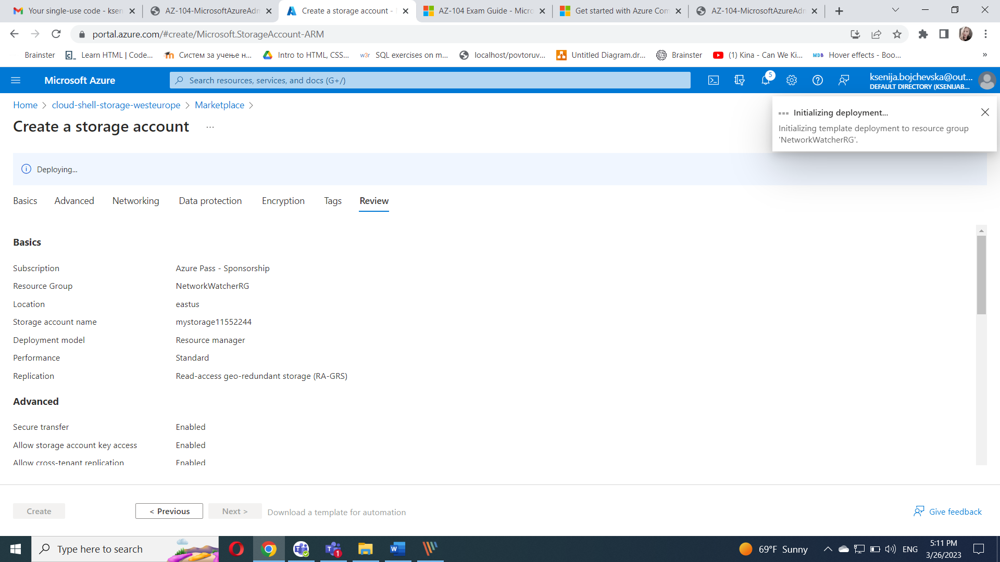 Your single-use code - ksen
AZ-104-MicrosoftAzureAdm
Create a storage account -
AZ-104 Exam Guide - Micro
Get started with Azure Com
AZ-104-MicrosoftAzureAdm
portal.azure.com/#create/Microsoft.StorageAccount-ARM
Brainster
Learn HTML | Code...
Систем за учење н...
Intro to HTML, CSS...
w3r SQL exercises on m...
localhost/povtoruv...
Untitled Diagram.dr...
Brainster
(1) Kina - Can We Ki...
MDB Hover effects - Boo...
»
Microsoft Azure
Search resources, services, and docs (G+/)
5
ksenija.bojchevska@out...
DEFAULT DIRECTORY (KSENIJAB...
Home > cloud-shell-storage-westeurope > Marketplace >
Create a storage account ...
Initializing deployment...
Initializing template deployment to resource group
'NetworkWatcherRG'.
Deploying...
Basics Advanced Networking Data protection Encryption Tags Review
Basics
Subscription Azure Pass - Sponsorship
Resource Group NetworkWatcherRG
Location eastus
Storage account name mystorage11552244
Deployment model Resource manager
Performance Standard
Replication Read-access geo-redundant storage (RA-GRS)
Advanced
Secure transfer Enabled
Allow storage account key access Enabled
Allow cross-tenant replication Enabled
Create < Previous Next > Download a template for automation Give feedback
Type here to search
1
69°F Sunny
ENG
5:11 PM
3/26/2023